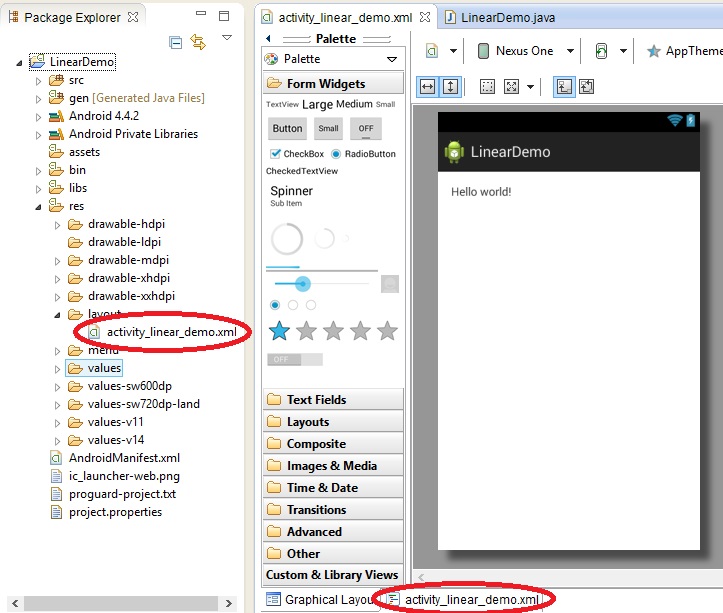 Package Explorer
LinearDemo
src
gen [Generated Java Files]
Android 4.4.2
Android Private Libraries
assets
bin
libs
res
drawable-hdpi
drawable-ldpi
drawable-mdpi
drawable-xhdpi
drawable-xxhdpi
layout
activity_linear_demo.xml
menu
values
values-sw600dp
values-sw720dp-land
values-v11
values-v14
AndroidManifest.xml
ic_launcher-web.png
proguard-project.txt
project.properties
activity_linear_demo.xml LinearDemo.java
Palette
Palette
Form Widgets
TextView Large Medium Small
Button Small OFF
CheckBox RadioButton
CheckedTextView
Spinner
Sub Item
OFF
Text Fields
Layouts
Composite
Images & Media
Time & Date
Transitions
Advanced
Other
Custom & Library Views
Nexus One AppTheme
LinearDemo
Hello world!
Graphical Layou activity_linear_demo.xml